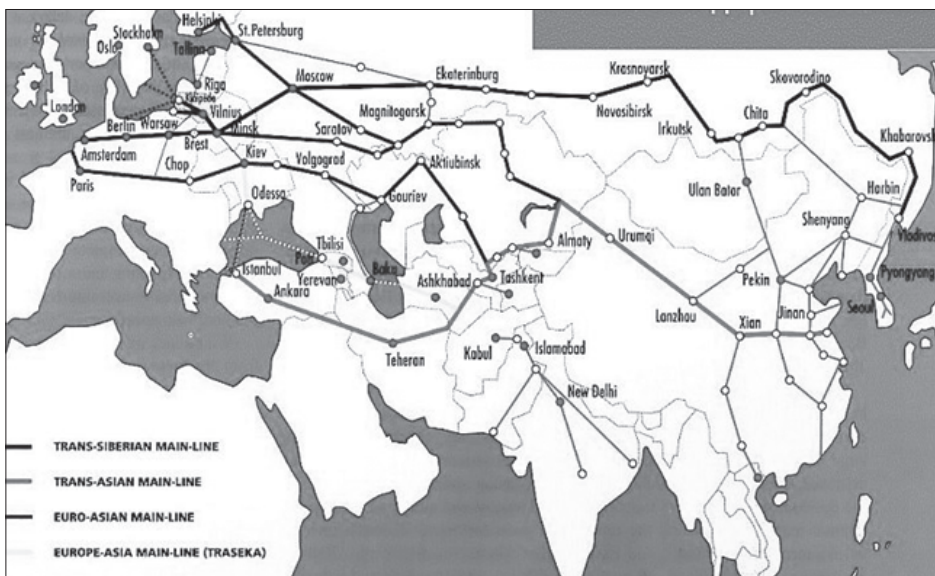 Helsinki
St.Petersburg
Stockholm
Oslo
Tallinn
Ekaterinburg
Krasnoyarsk
Moscow
Skovorodino
Riga
Klaipeda
London
Vilnius
Magnitogorsk
Novosibirsk
Chita
Berlin
Warsaw
Minsk
Saratov
Irkutsk
Khabarovsk
Brest
Amsterdam
Kiev
Volgograd
Aktiubinsk
Chop
Paris
Ulan Bator
Harbin
Gouriev
Odessa
Shenyang
Almaty
Urumqi
Vladivos
Tbilisi
Istanbul
Baku
Ashkhabad
Tashkent
Pekin
Pyongyang
Yerevan
Ankara
Seoul
Lanzhou
Xian
Jinan
Teheran
Kabul
Islamabad
New Delhi
TRANS-SIBERIAN MAIN-LINE
TRANS-ASIAN MAIN-LINE
EURO-ASIAN MAIN-LINE
EUROPE-ASIA MAIN-LINE (TRASEKA)